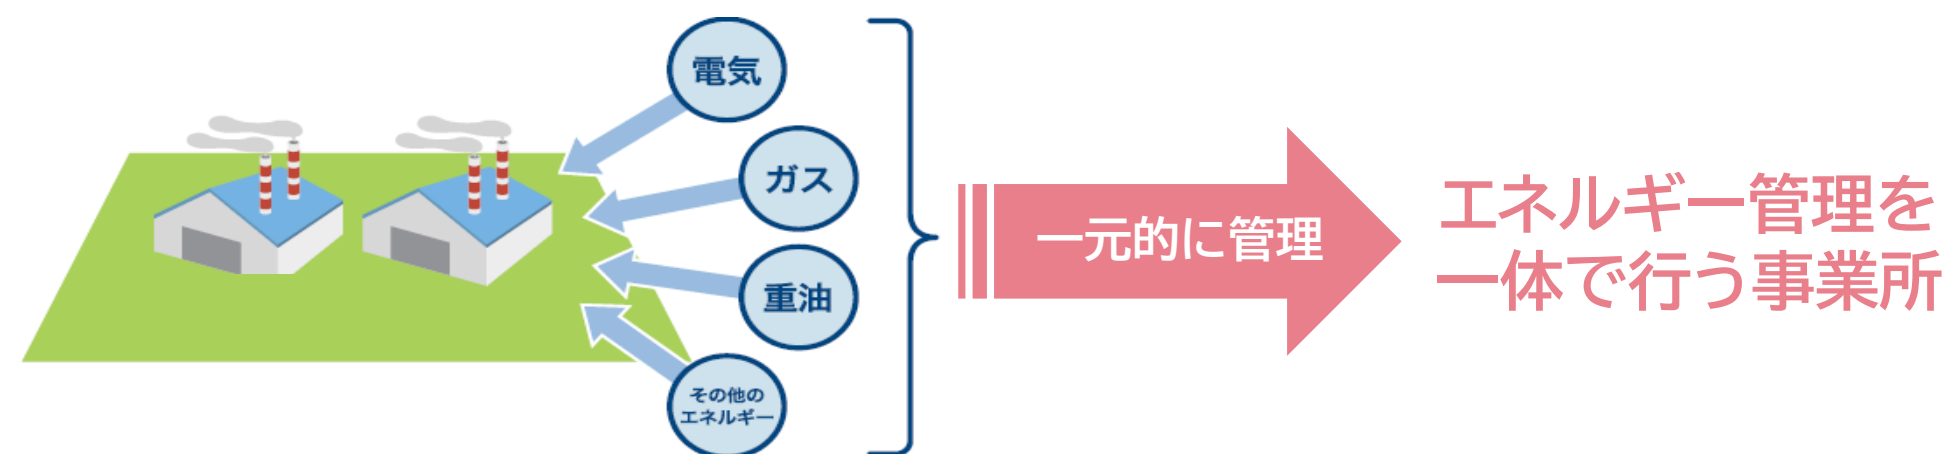 電気
ガス
重油
その他の
エネルギー
一元的に管理
エネルギー管理を
一体で行う事業所